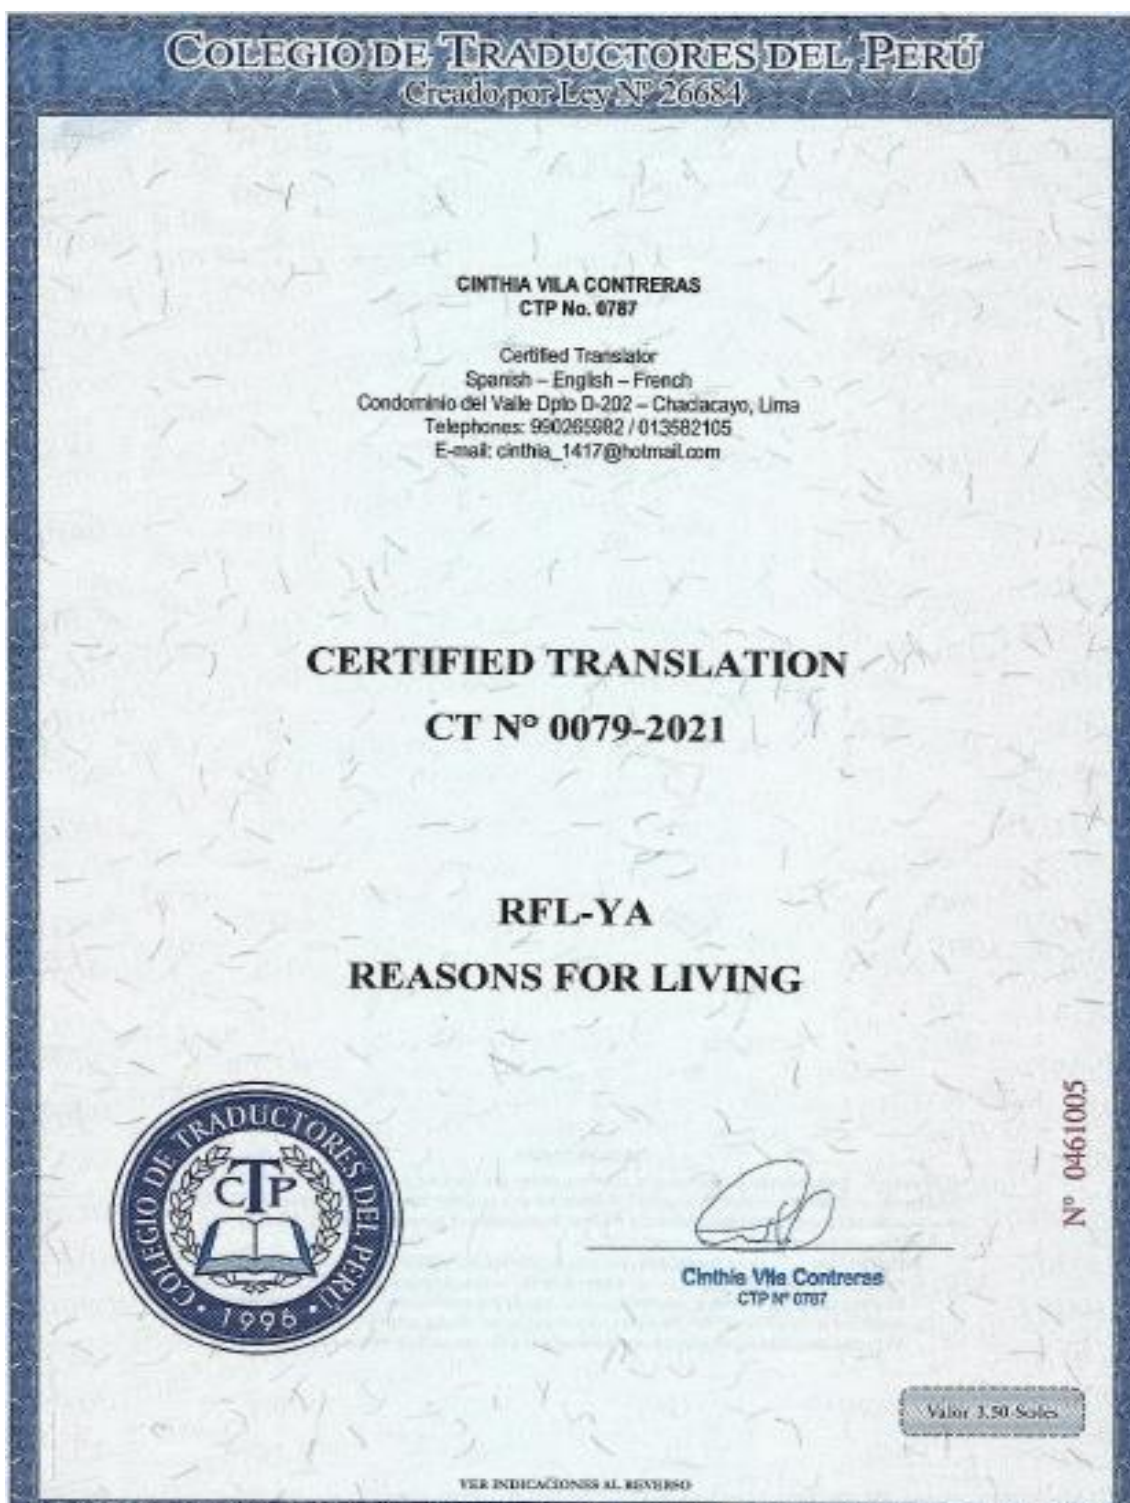 COLEGIO DE TRADUCTORES DEL PERÚ
Creado por Ley Nº 26684
CINTHIA VILA CONTRERAS
CTP No. 0787
Certified Translator
Spanish – English – French
Condominio del Valle Dpto D-202 – Chaclacayo, Lima
Telephones: 990265982 / 013582105
E-mail: cinthia_1417@hotmail.com
CERTIFIED TRANSLATION
CT Nº 0079-2021
RFL-YA
REASONS FOR LIVING
Nº 0461005
COLEGIO DE TRADUCTORES DEL PERÚ
CTP
· 1996 ·
Cinthia Vila Contreras
CTP Nº 0787
Valor 3.50 Soles
VER INDICACIONES AL REVERSO